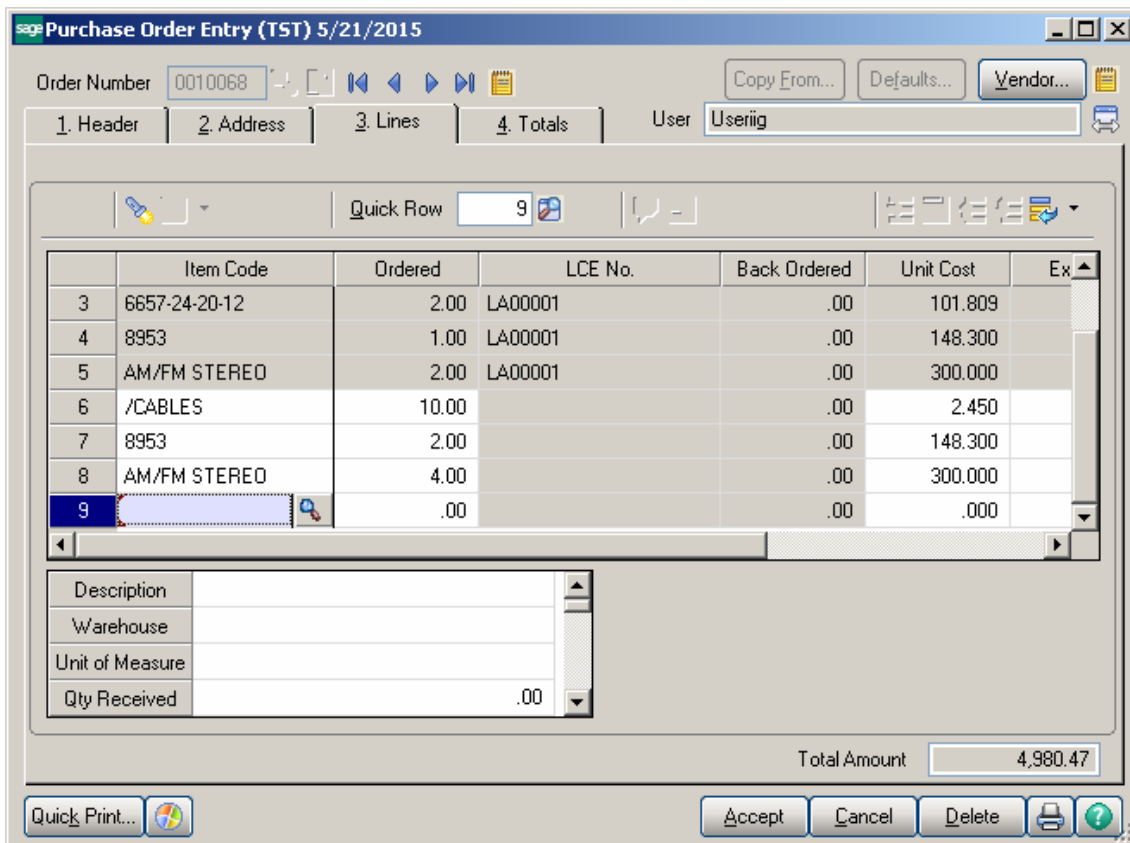 sage Purchase Order Entry (TST) 5/21/2015
Order Number 0010068 Copy From... Defaults... Vendor...
1. Header 2. Address 3. Lines 4. Totals User Useriig
Quick Row 9
Item Code Ordered LCE No. Back Ordered Unit Cost Ex
3 6657-24-20-12 2.00 LA00001 .00 101.809
4 8953 1.00 LA00001 .00 148.300
5 AM/FM STEREO 2.00 LA00001 .00 300.000
6 /CABLES 10.00 .00 2.450
7 8953 2.00 .00 148.300
8 AM/FM STEREO 4.00 .00 300.000
9 .00 .00 .000
Description
Warehouse
Unit of Measure
Qty Received .00
Total Amount 4,980.47
Quick Print... Accept Cancel Delete